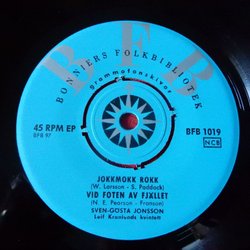 BONNIERS FOLKBIBLIOTEK
BFB
grammofonskivor
45 RPM EP
BFB 97
BFB 1019
NCB
JOKKMOKK ROKK
(W. Larsson - S. Paddock)
VID FOTEN AV FJÄLLET
(N. E. Pearson - Franson)
SVEN-GÖSTA JONSSON
Leif Kronlunds kvintett